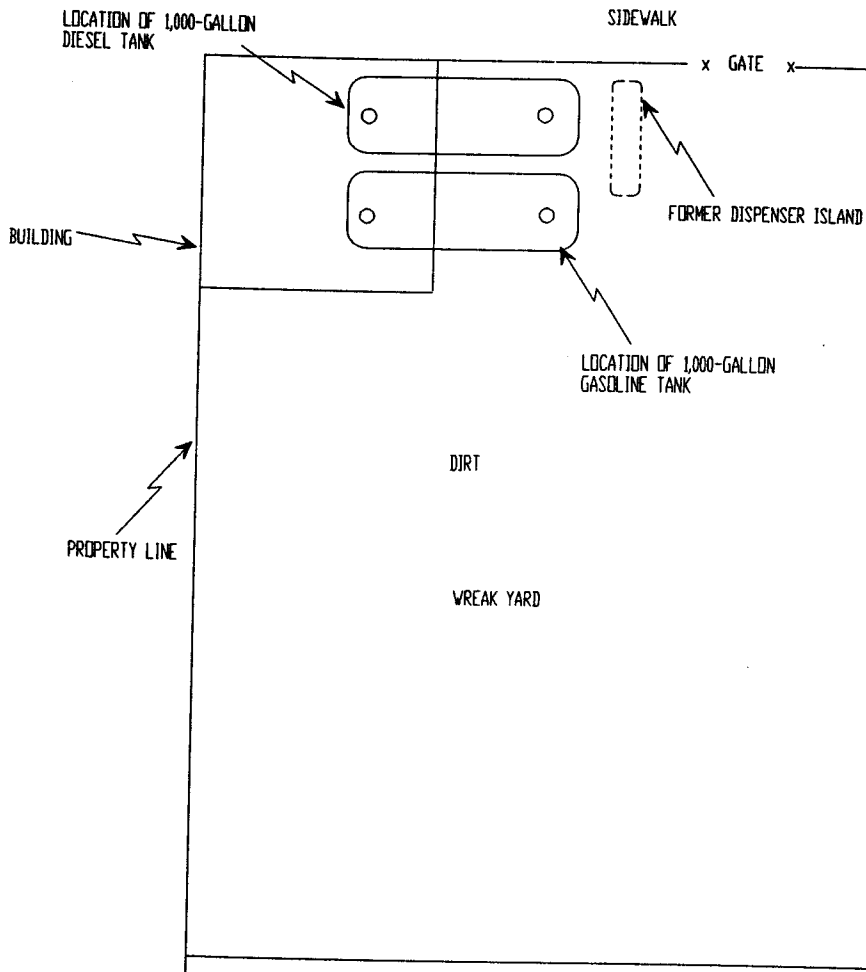 LOCATION OF 1,000-GALLON
DIESEL TANK
SIDEWALK
x GATE x
FORMER DISPENSER ISLAND
BUILDING
LOCATION OF 1,000-GALLON
GASOLINE TANK
DIRT
PROPERTY LINE
WREAK YARD